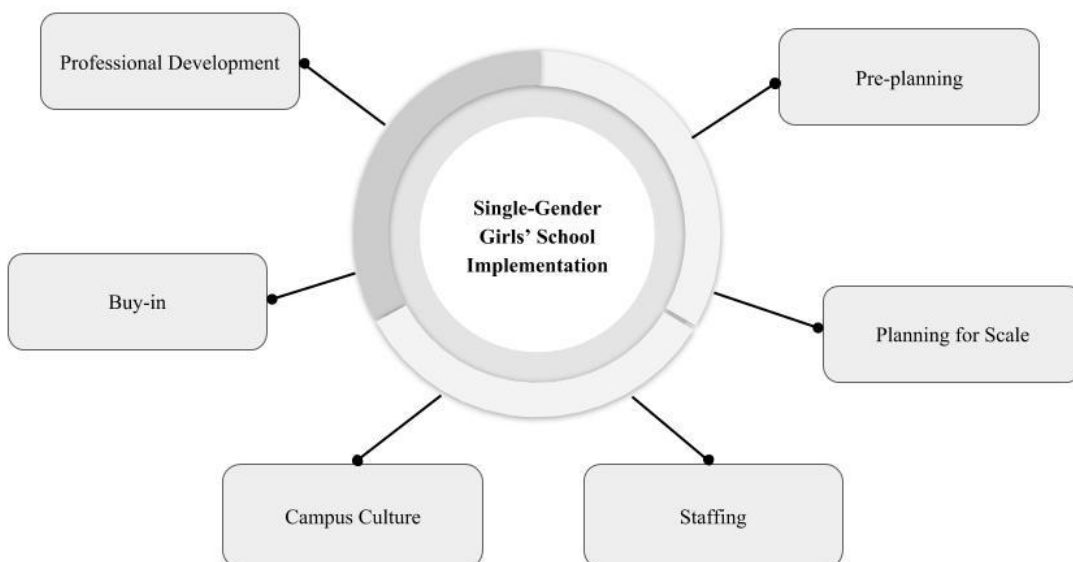 Professional Development
Pre-planning
Single-Gender
Girls’ School
Implementation
Buy-in
Planning for Scale
Campus Culture
Staffing